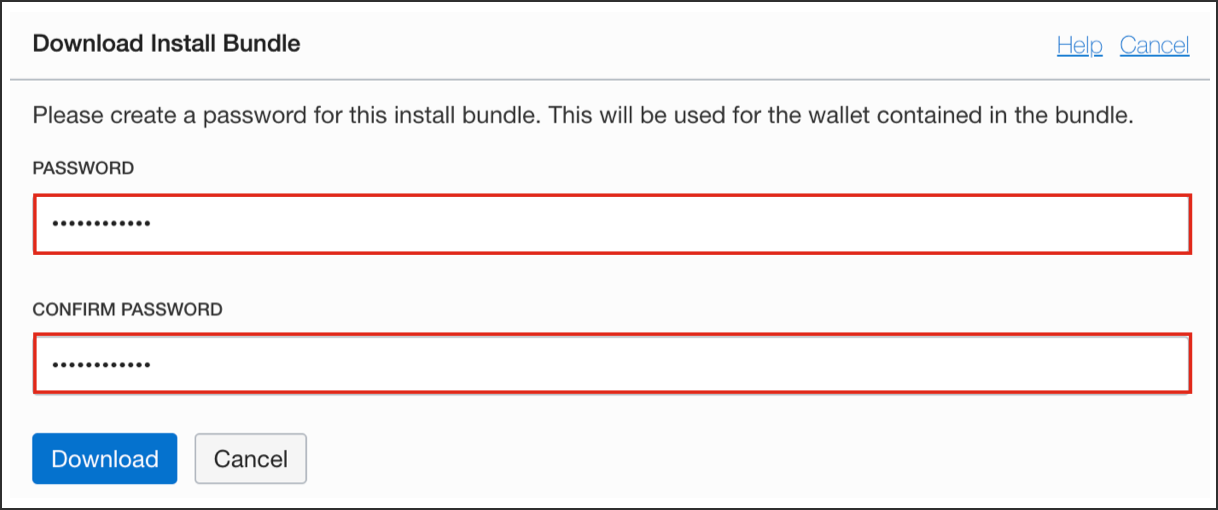 Download Install Bundle
Help Cancel
Please create a password for this install bundle. This will be used for the wallet contained in the bundle.
PASSWORD
••••••••••••
CONFIRM PASSWORD
••••••••••••
Download Cancel